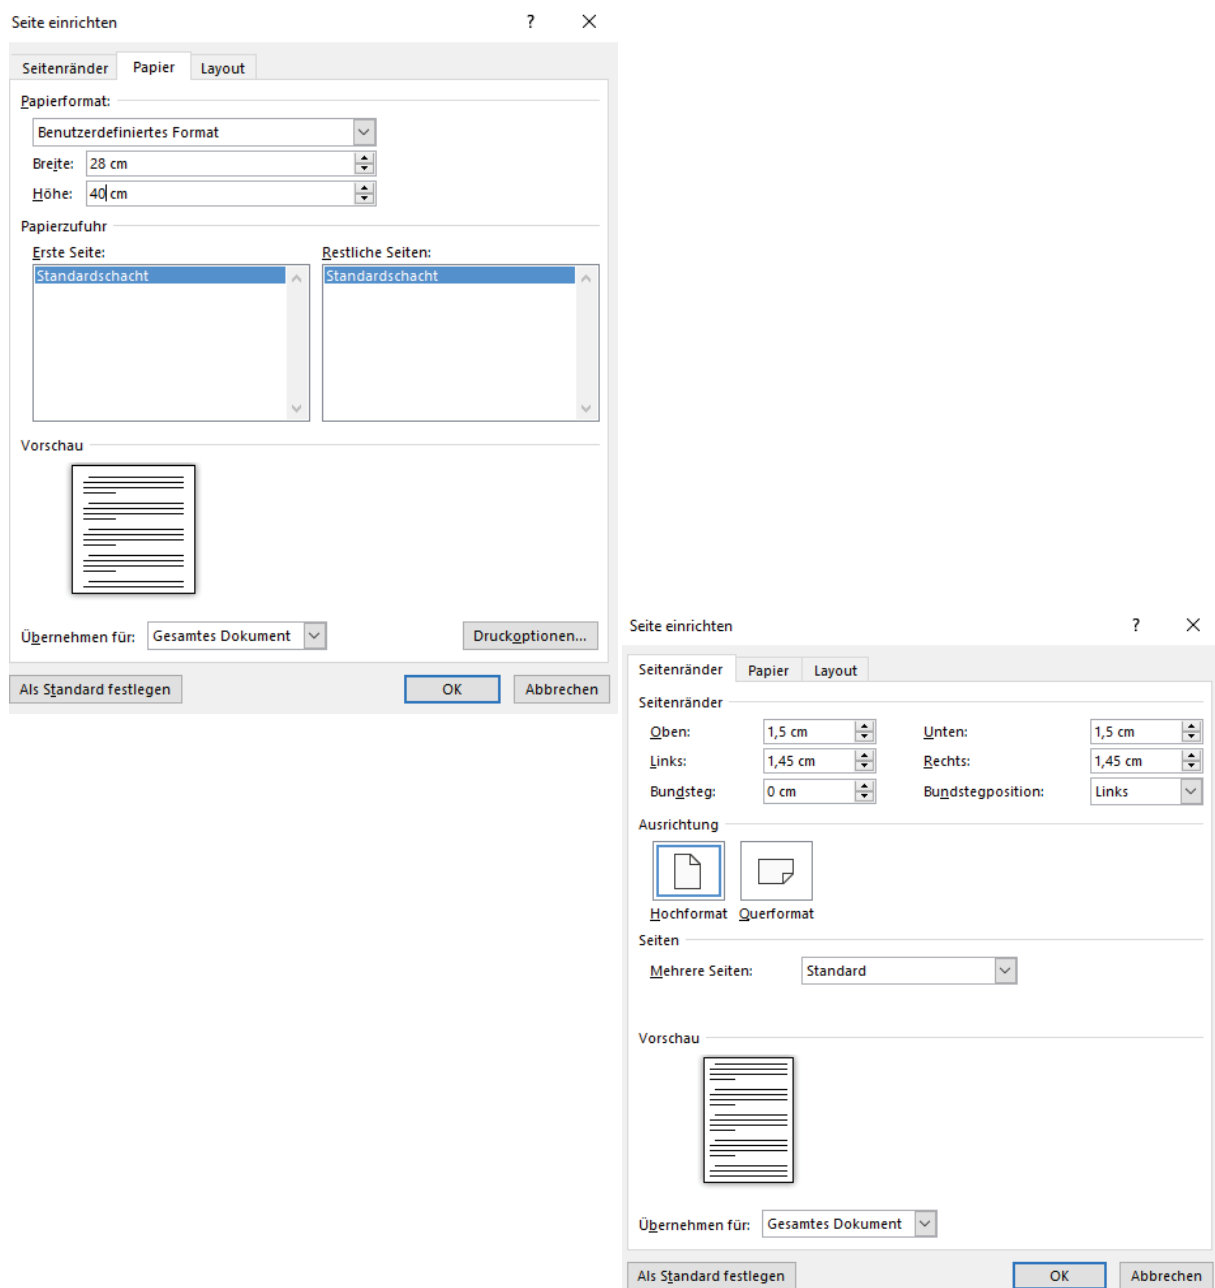 Seite einrichten ? ×
Seitenränder Papier Layout
Papierformat:
Benutzerdefiniertes Format
Breite: 28 cm
Höhe: 40 cm
Papierzufuhr
Erste Seite: Restliche Seiten:
Standardschacht Standardschacht
Vorschau
Übernehmen für: Gesamtes Dokument Druckoptionen...
Als Standard festlegen OK Abbrechen
Seite einrichten ? ×
Seitenränder Papier Layout
Seitenränder
Oben: 1,5 cm Unten: 1,5 cm
Links: 1,45 cm Rechts: 1,45 cm
Bundsteg: 0 cm Bundstegposition: Links
Ausrichtung
Hochformat Querformat
Seiten
Mehrere Seiten: Standard
Vorschau
Übernehmen für: Gesamtes Dokument
Als Standard festlegen OK Abbrechen